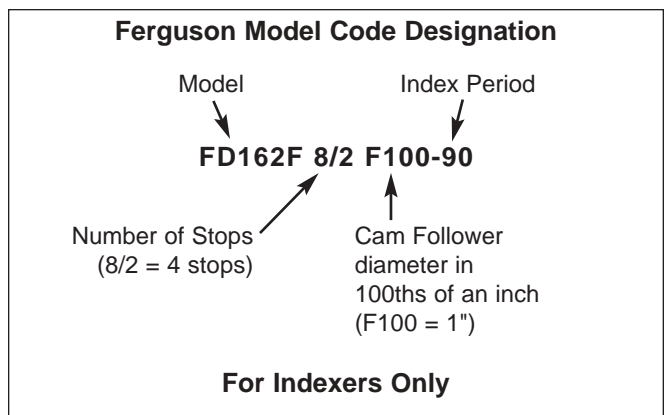 Ferguson Model Code Designation
Model
Index Period
FD162F 8/2 F100-90
Number of Stops
(8/2 = 4 stops)
Cam Follower
diameter in
100ths of an inch
(F100 = 1")
For Indexers Only